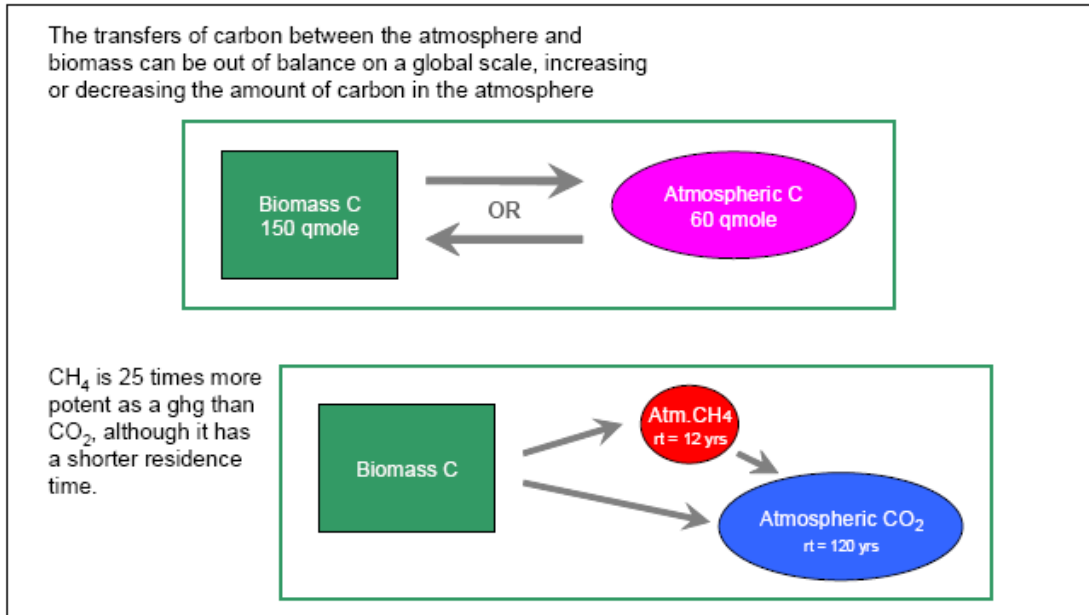 The transfers of carbon between the atmosphere and
biomass can be out of balance on a global scale, increasing
or decreasing the amount of carbon in the atmosphere
Biomass C
150 qmole
OR
Atmospheric C
60 qmole
CH₄ is 25 times more
potent as a ghg than
CO₂, although it has
a shorter residence
time.
Biomass C
Atm.CH4
rt = 12 yrs
Atmospheric CO₂
rt = 120 yrs